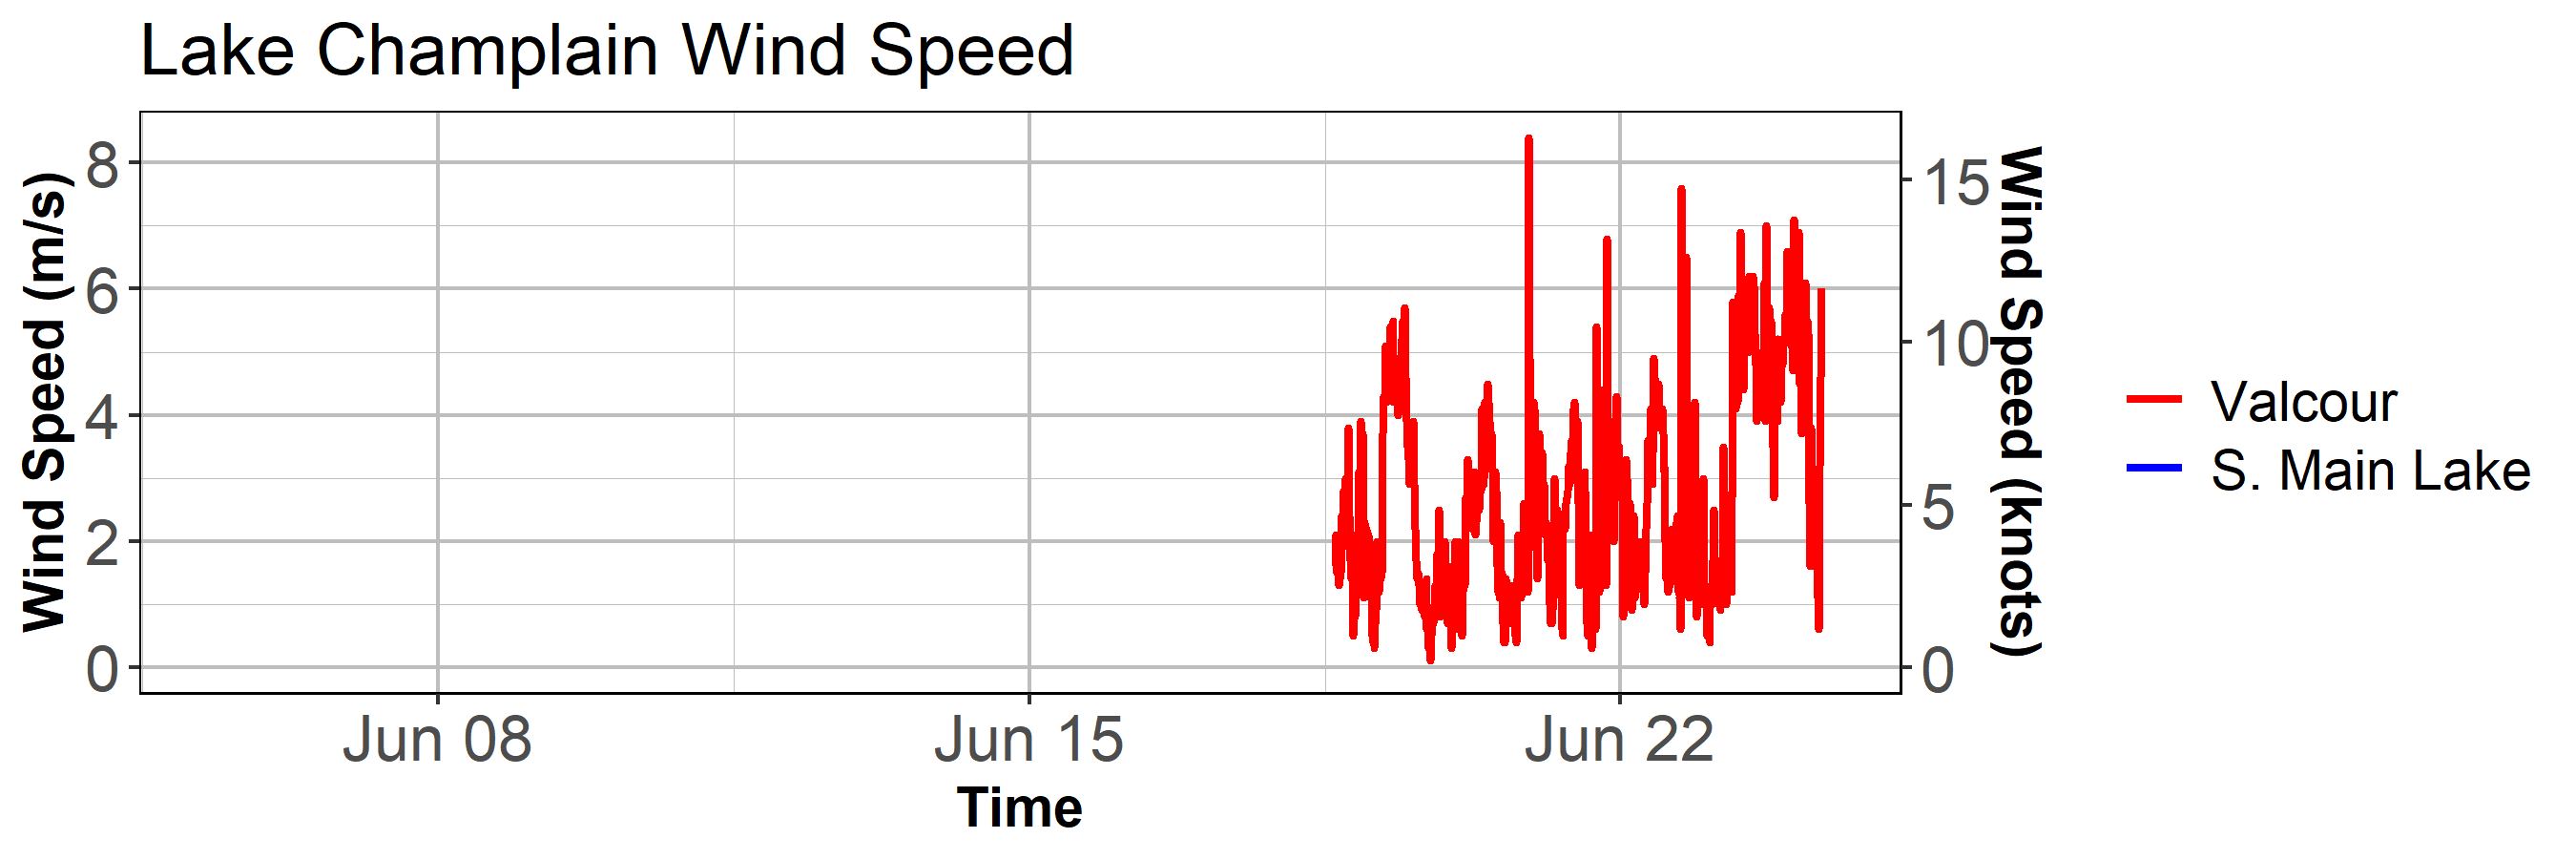 Lake Champlain Wind Speed
Wind Speed (m/s)
8
6
4
2
0
15
10
5
0
Wind Speed (knots)
Jun 08
Jun 15
Jun 22
Time
Valcour
S. Main Lake